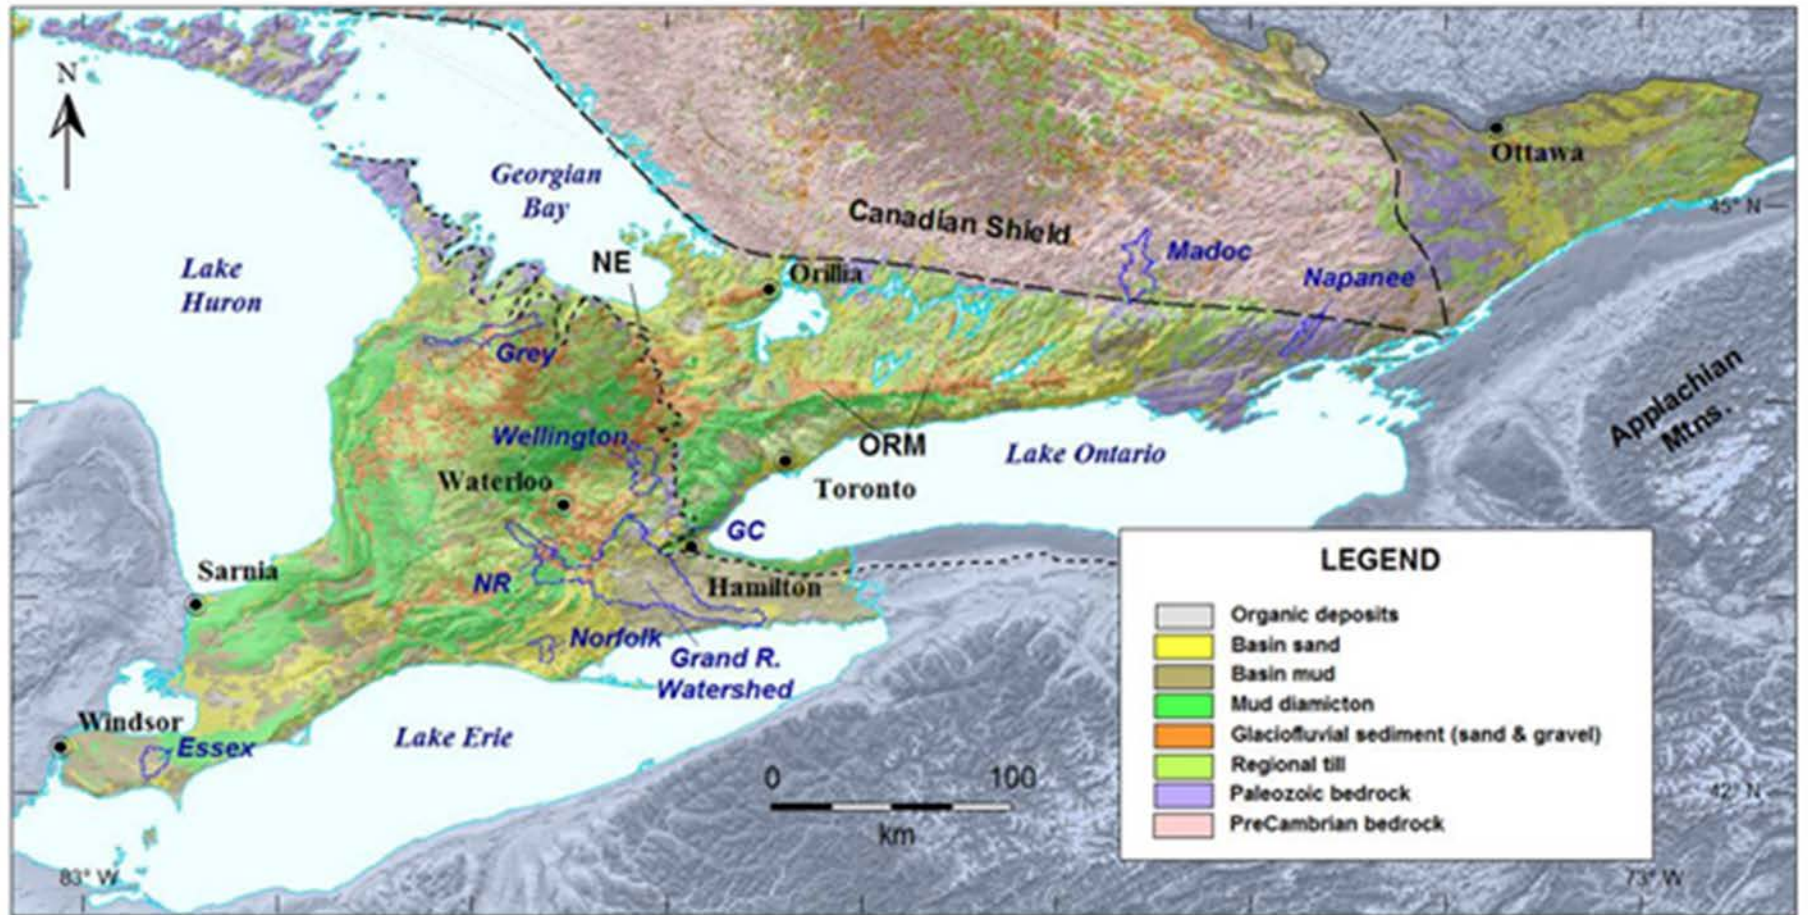 N
Georgian
Bay
Ottawa
45° N
Canadian Shield
Madoc
Lake
Huron
NE
Orillia
Napanee
Grey
Applachian
Mtns.
Wellington
ORM
Lake Ontario
Waterloo
Toronto
GC
Sarnia
NR
Hamilton
Norfolk
Grand R.
Watershed
Windsor
Essex
Lake Erie
0 100
km
LEGEND
Organic deposits
Basin sand
Basin mud
Mud diamicton
Glaciofluvial sediment (sand & gravel)
Regional till
Paleozoic bedrock
PreCambrian bedrock
42° N
83° W
73° W